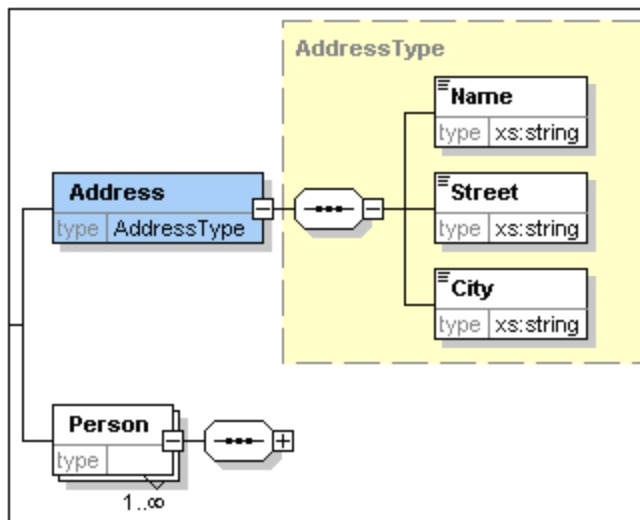 AddressType
Name
type xs:string
Address
type AddressType
Street
type xs:string
City
type xs:string
Person
type
1..∞